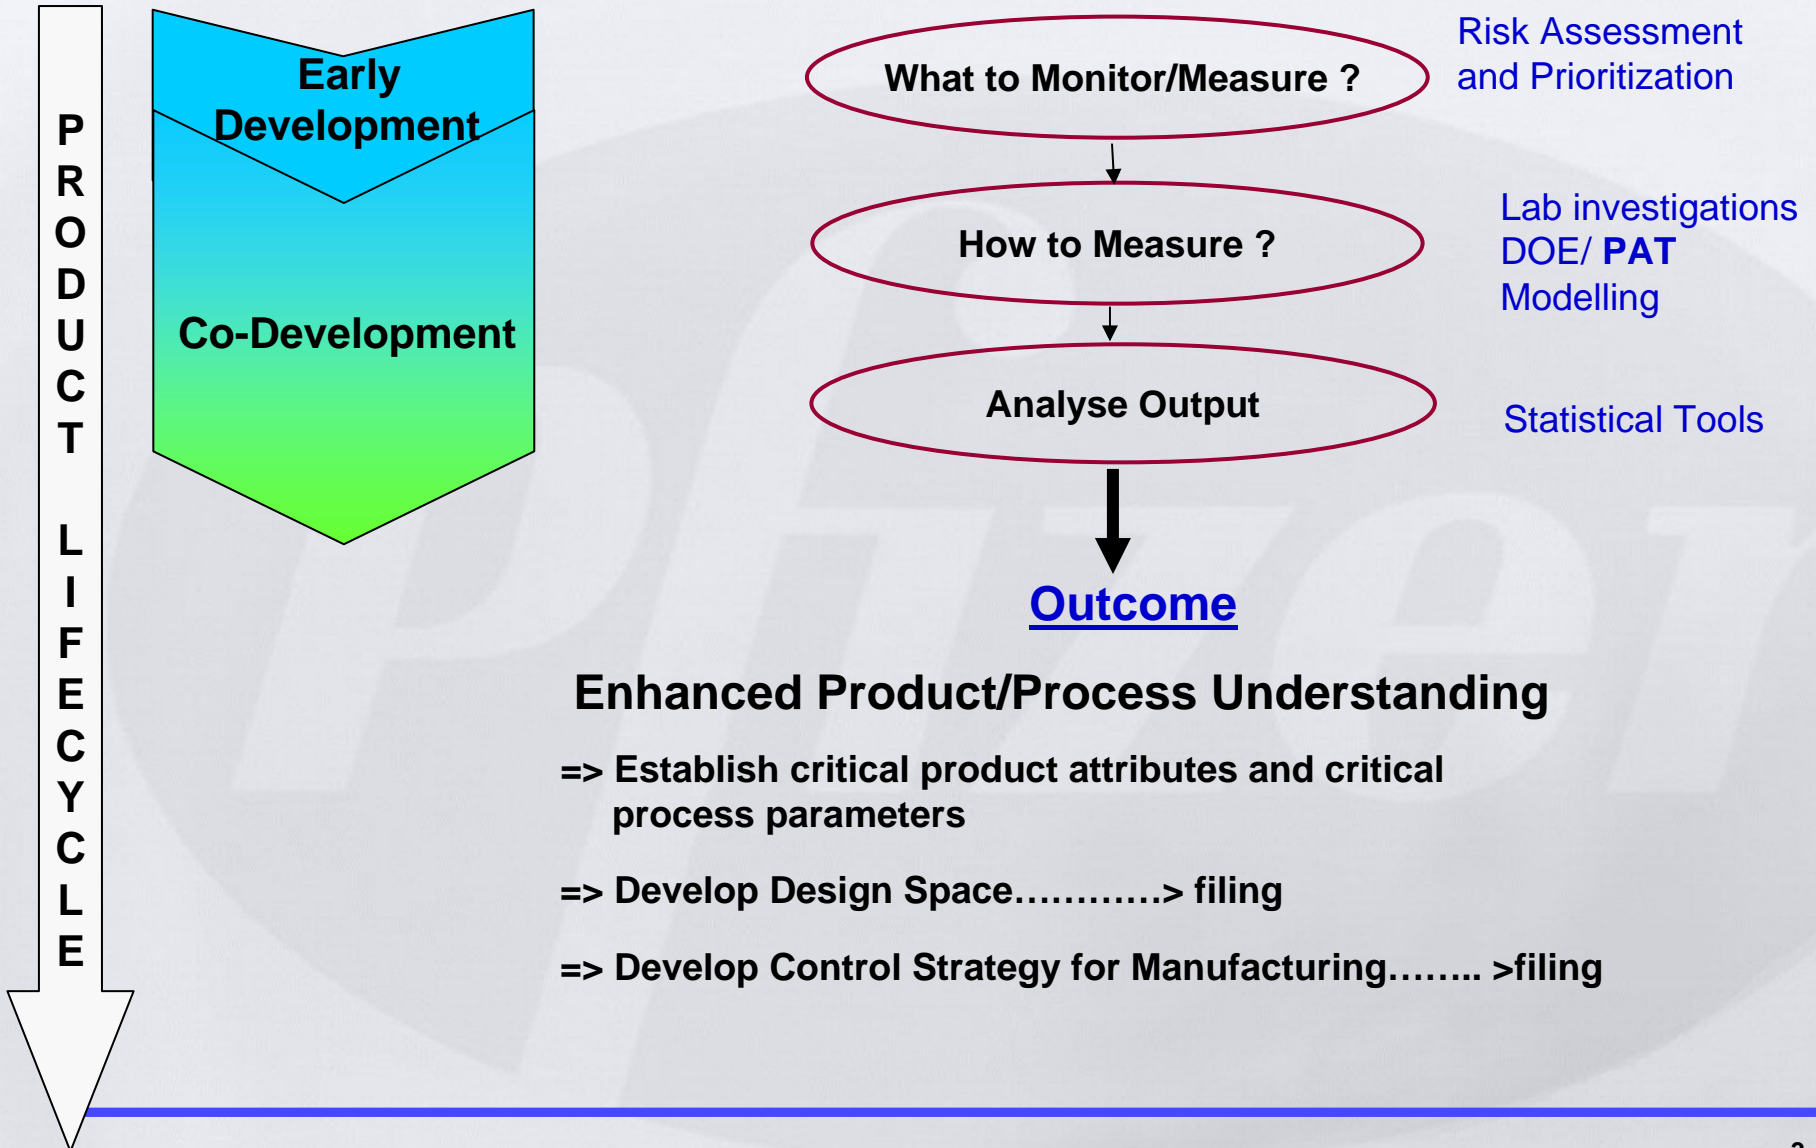 PRODUCT LIFECYCLE
Early
Development
Co-Development
What to Monitor/Measure ?
Risk Assessment
and Prioritization
How to Measure ?
Lab investigations
DOE/ PAT
Modelling
Analyse Output
Statistical Tools
Outcome
Enhanced Product/Process Understanding
=> Establish critical product attributes and critical
process parameters
=> Develop Design Space…………> filing
=> Develop Control Strategy for Manufacturing…….. >filing
Pfizer